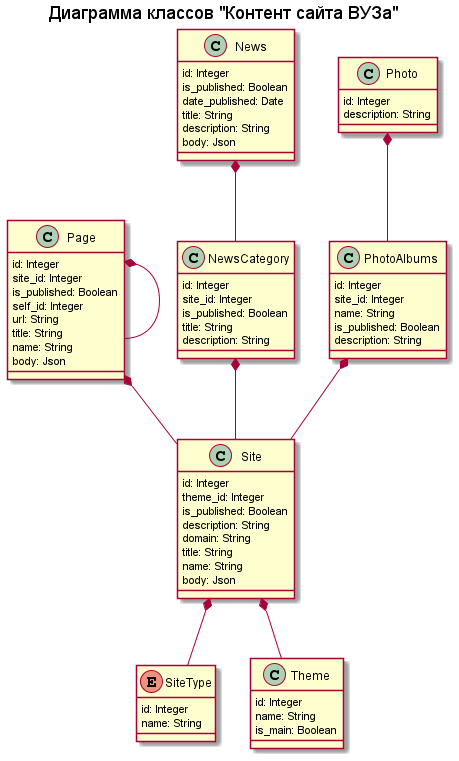 Диаграмма классов "Контент сайта ВУЗа"
C News
id: Integer
is_published: Boolean
date_published: Date
title: String
description: String
body: Json
C Photo
id: Integer
description: String
C Page
id: Integer
site_id: Integer
is_published: Boolean
self_id: Integer
url: String
title: String
name: String
body: Json
C NewsCategory
id: Integer
site_id: Integer
is_published: Boolean
title: String
description: String
C PhotoAlbums
id: Integer
site_id: Integer
name: String
is_published: Boolean
description: String
C Site
id: Integer
theme_id: Integer
is_published: Boolean
description: String
domain: String
title: String
name: String
body: Json
E SiteType
id: Integer
name: String
C Theme
id: Integer
name: String
is_main: Boolean